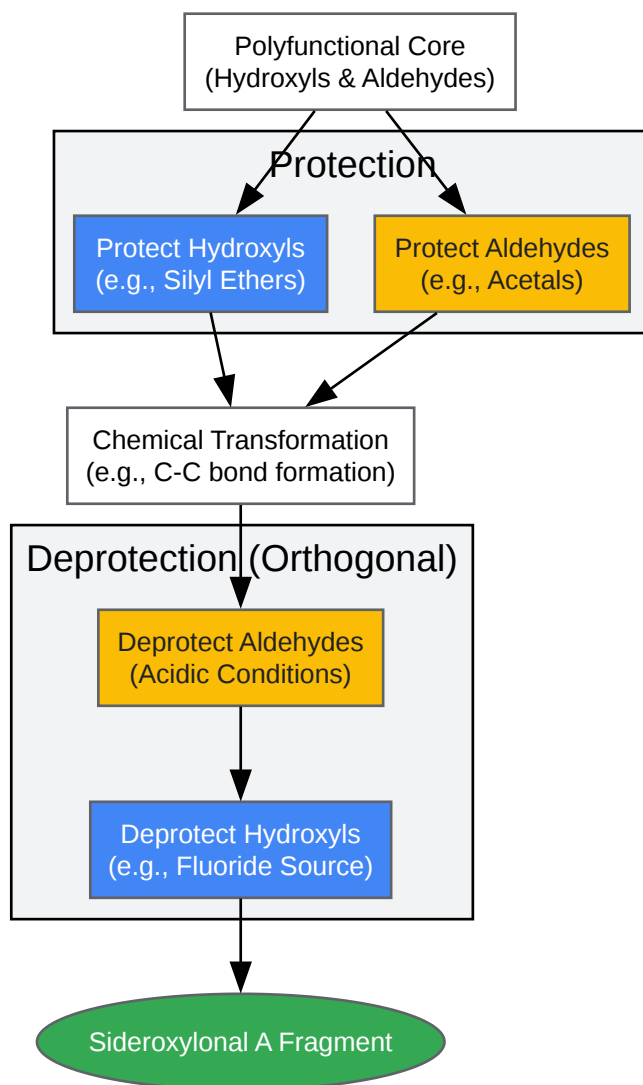 Polyfunctional Core
(Hydroxyls & Aldehydes)
Protection
Protect Hydroxyls
(e.g., Silyl Ethers)
Protect Aldehydes
(e.g., Acetals)
Chemical Transformation
(e.g., C-C bond formation)
Deprotection (Orthogonal)
Deprotect Aldehydes
(Acidic Conditions)
Deprotect Hydroxyls
(e.g., Fluoride Source)
Sideroxylonal A Fragment